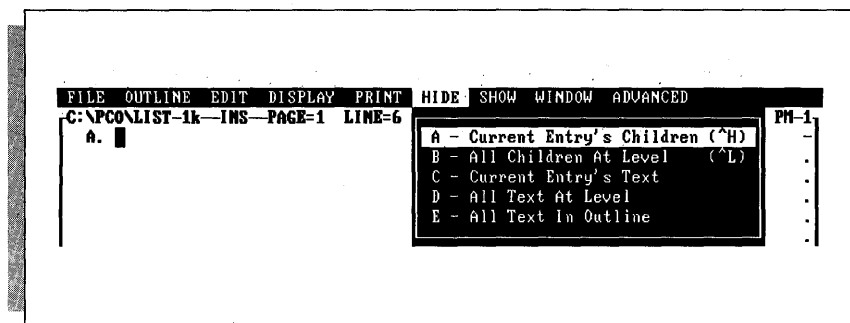 FILE OUTLINE EDIT DISPLAY PRINT HIDE SHOW WINDOW ADVANCED
C:\PCO\LIST—1k—INS—PAGE=1 LINE=6 PM—1
A.
A - Current Entry's Children (^H)
B - All Children At Level (^L)
C - Current Entry's Text
D - All Text At Level
E - All Text In Outline